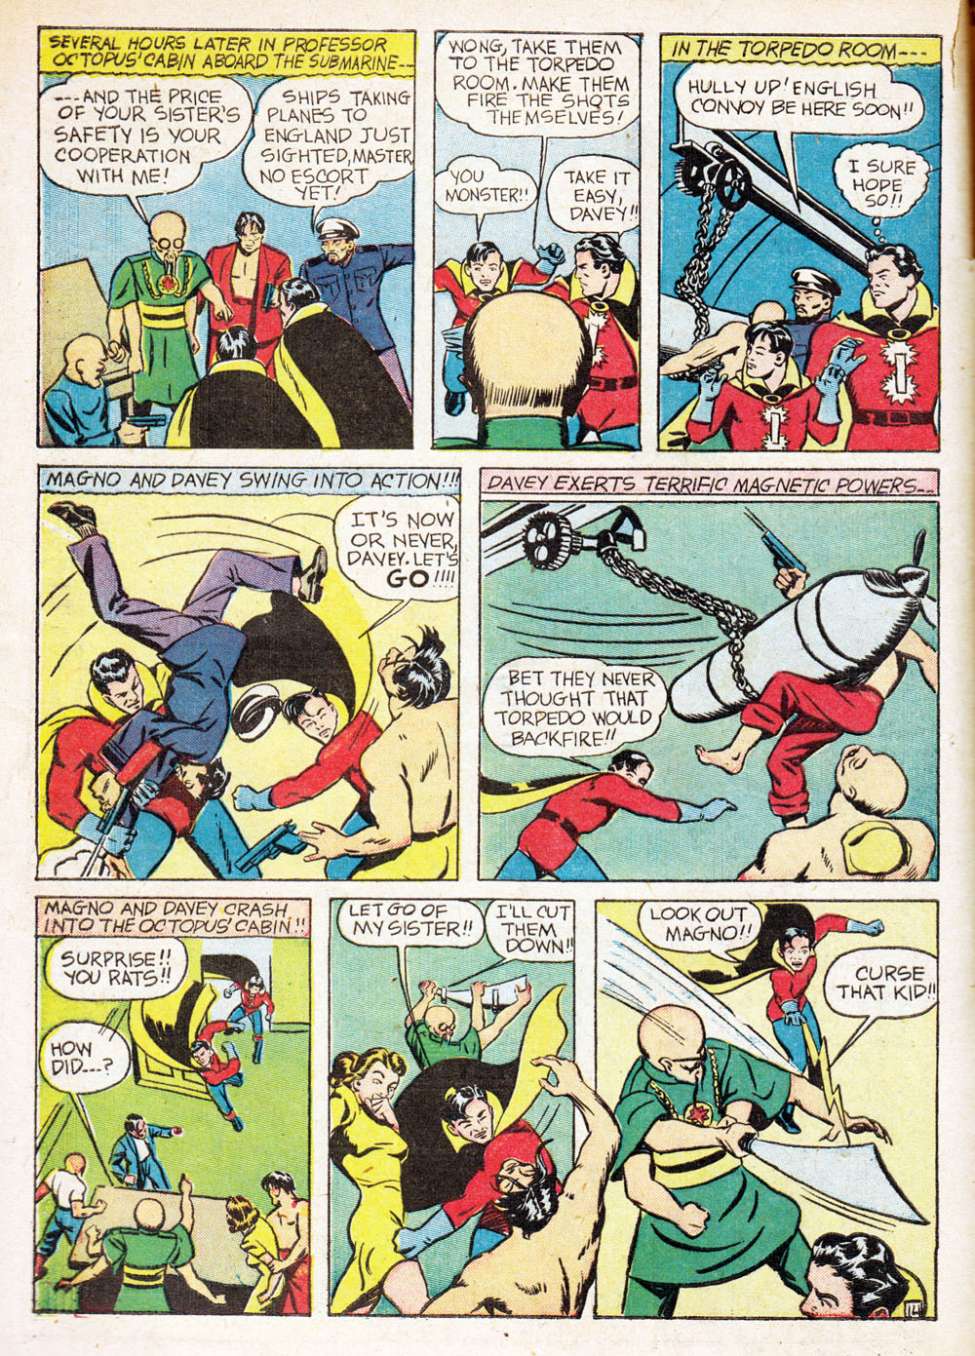 SEVERAL HOURS LATER IN PROFESSOR
OCTOPUS' CABIN ABOARD THE SUBMARINE--
---AND THE PRICE
OF YOUR SISTER'S
SAFETY IS YOUR
COOPERATION
WITH ME!
SHIPS TAKING
PLANES TO
ENGLAND JUST
SIGHTED, MASTER,
NO ESCORT
YET!
WONG, TAKE THEM
TO THE TORPEDO
ROOM. MAKE THEM
FIRE THE SHOTS
THEMSELVES!
YOU
MONSTER!!
TAKE IT
EASY,
DAVEY!!
IN THE TORPEDO ROOM---
HULLY UP! ENGLISH
CONVOY BE HERE SOON!!
I SURE
HOPE
SO!!
MAGNO AND DAVEY SWING INTO ACTION!!!
IT'S NOW
OR NEVER,
DAVEY. LET'S
GO!!!!
DAVEY EXERTS TERRIFIC MAGNETIC POWERS---
BET THEY NEVER
THOUGHT THAT
TORPEDO WOULD
BACKFIRE!!
MAGNO AND DAVEY CRASH
INTO THE OCTOPUS' CABIN!!
SURPRISE!!
YOU RATS!!
HOW
DID---?
LET GO OF
MY SISTER!!
I'LL CUT
THEM
DOWN!!
LOOK OUT
MAGNO!!
CURSE
THAT KID!!
14